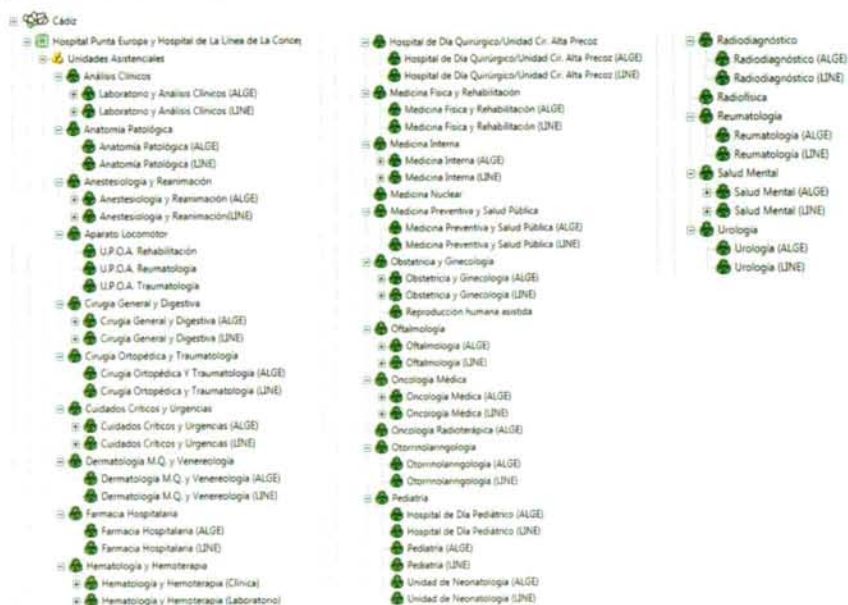 Cádiz
Hospital Punta Europa y Hospital de La Línea de La Concep
Unidades Asistenciales
Análisis Clínicos
Laboratorio y Análisis Clínicos (ALGE)
Laboratorio y Análisis Clínicos (LINE)
Anatomía Patológica
Anatomía Patológica (ALGE)
Anatomía Patológica (LINE)
Anestesiología y Reanimación
Anestesiología y Reanimación (ALGE)
Anestesiología y Reanimación(LINE)
Aparato Locomotor
U.P.O.A. Rehabilitación
U.P.O.A. Reumatología
U.P.O.A. Traumatología
Cirugía General y Digestiva
Cirugía General y Digestiva (ALGE)
Cirugía General y Digestiva (LINE)
Cirugía Ortopédica y Traumatología
Cirugía Ortopédica Y Traumatología (ALGE)
Cirugía Ortopédica y Traumatología (LINE)
Cuidados Críticos y Urgencias
Cuidados Críticos y Urgencias (ALGE)
Cuidados Críticos y Urgencias (LINE)
Dermatología M.Q. y Venereología
Dermatología M.Q. y Venereología (ALGE)
Dermatología M.Q. y Venereología (LINE)
Farmacia Hospitalaria
Farmacia Hospitalaria (ALGE)
Farmacia Hospitalaria (LINE)
Hematología y Hemoterapia
Hematología y Hemoterapia (Clínica)
Hematología y Hemoterapia (Laboratorio)
Hospital de Día Quirúrgico/Unidad Cir. Alta Precoz
Hospital de Día Quirúrgico/Unidad Cir. Alta Precoz (ALGE)
Hospital de Día Quirúrgico/Unidad Cir. Alta Precoz (LINE)
Medicina Física y Rehabilitación
Medicina Física y Rehabilitación (ALGE)
Medicina Física y Rehabilitación (LINE)
Medicina Interna
Medicina Interna (ALGE)
Medicina Interna (LINE)
Medicina Nuclear
Medicina Preventiva y Salud Pública
Medicina Preventiva y Salud Pública (ALGE)
Medicina Preventiva y Salud Pública (LINE)
Obstetricia y Ginecología
Obstetricia y Ginecología (ALGE)
Obstetricia y Ginecología (LINE)
Reproducción humana asistida
Oftalmología
Oftalmología (ALGE)
Oftalmología (LINE)
Oncología Médica
Oncología Médica (ALGE)
Oncología Médica (LINE)
Oncología Radioterápica (ALGE)
Otorrinolaringología
Otorrinolaringología (ALGE)
Otorrinolaringología (LINE)
Pediatría
Hospital de Día Pediátrico (ALGE)
Hospital de Día Pediátrico (LINE)
Pediatría (ALGE)
Pediatría (LINE)
Unidad de Neonatología (ALGE)
Unidad de Neonatología (LINE)
Radiodiagnóstico
Radiodiagnóstico (ALGE)
Radiodiagnóstico (LINE)
Radiofísica
Reumatología
Reumatología (ALGE)
Reumatología (LINE)
Salud Mental
Salud Mental (ALGE)
Salud Mental (LINE)
Urología
Urología (ALGE)
Urología (LINE)